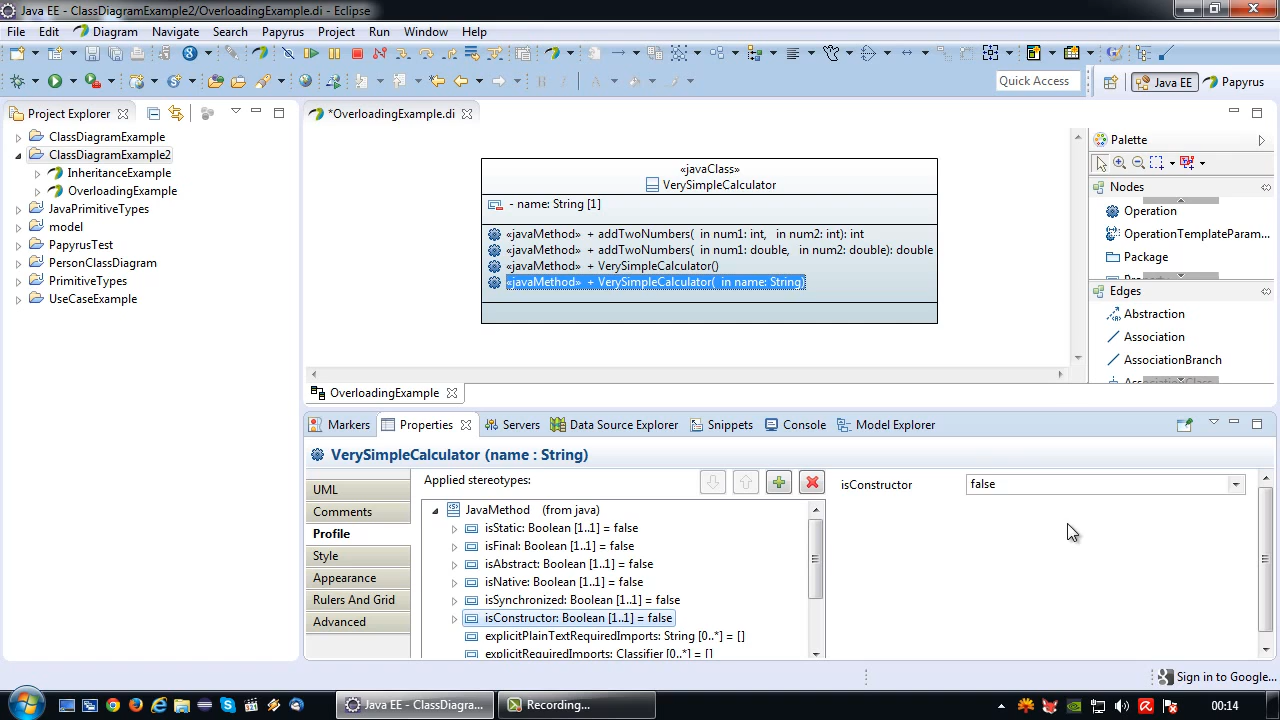 Java EE - ClassDiagramExample2/OverloadingExample.di - Eclipse
File Edit Diagram Navigate Search Papyrus Project Run Window Help
Quick Access
Java EE
Papyrus
Project Explorer
*OverloadingExample.di
ClassDiagramExample
ClassDiagramExample2
InheritanceExample
OverloadingExample
JavaPrimitiveTypes
model
PapyrusTest
PersonClassDiagram
PrimitiveTypes
UseCaseExample
«javaClass»
VerySimpleCalculator
- name: String [1]
«javaMethod» + addTwoNumbers( in num1: int, in num2: int): int
«javaMethod» + addTwoNumbers( in num1: double, in num2: double): double
«javaMethod» + VerySimpleCalculator()
«javaMethod» + VerySimpleCalculator( in name: String)
Palette
Nodes
Operation
OperationTemplateParam...
Package
Edges
Abstraction
Association
AssociationBranch
OverloadingExample
Markers Properties Servers Data Source Explorer Snippets Console Model Explorer
VerySimpleCalculator (name : String)
UML
Comments
Profile
Style
Appearance
Rulers And Grid
Advanced
Applied stereotypes:
JavaMethod (from java)
isStatic: Boolean [1..1] = false
isFinal: Boolean [1..1] = false
isAbstract: Boolean [1..1] = false
isNative: Boolean [1..1] = false
isSynchronized: Boolean [1..1] = false
isConstructor: Boolean [1..1] = false
explicitPlainTextRequiredImports: String [0..*] = []
explicitRequiredImports: Classifier [0..*] = []
isConstructor
false
Sign in to Google...
Java EE - ClassDiagra...
Recording...
00:14